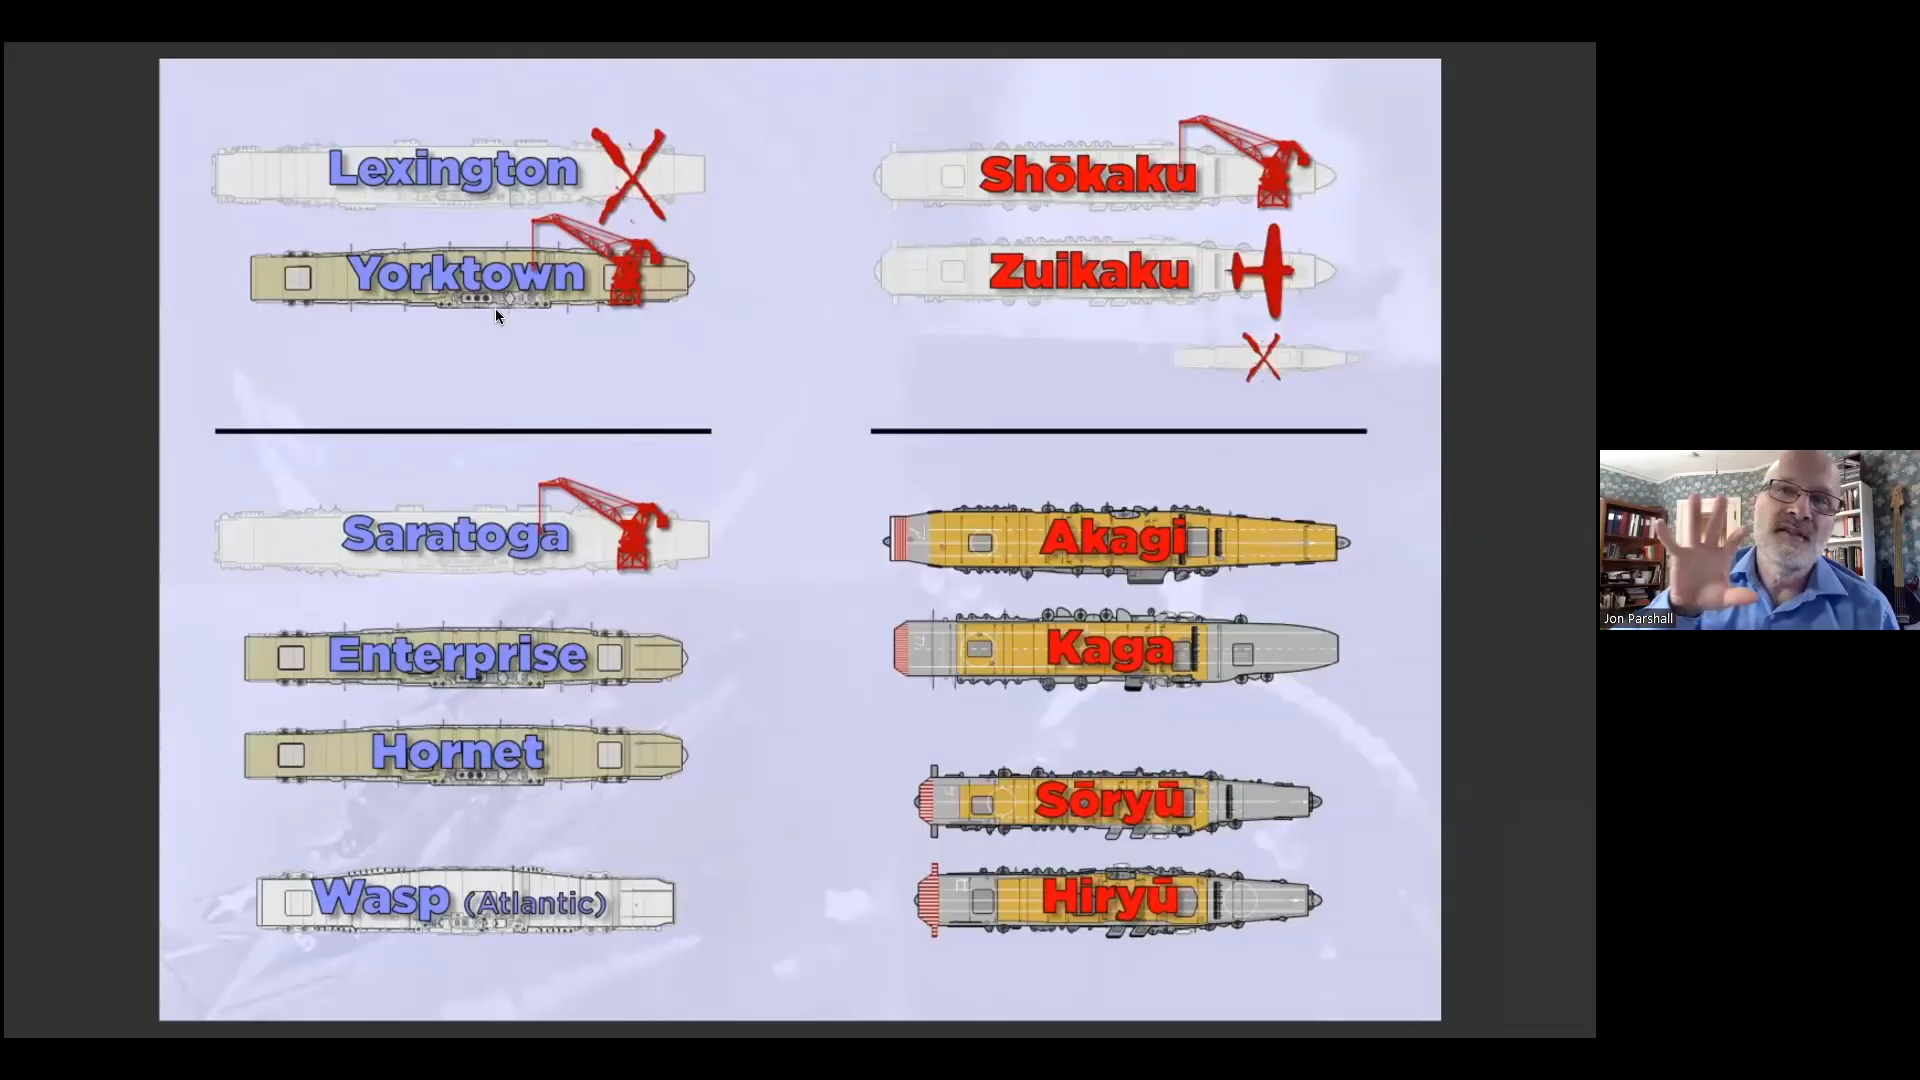 Lexington
Yorktown
Saratoga
Enterprise
Hornet
Wasp (Atlantic)
Shōkaku
Zuikaku
Akagi
Kaga
Sōryū
Hiryū
Jon Parshall